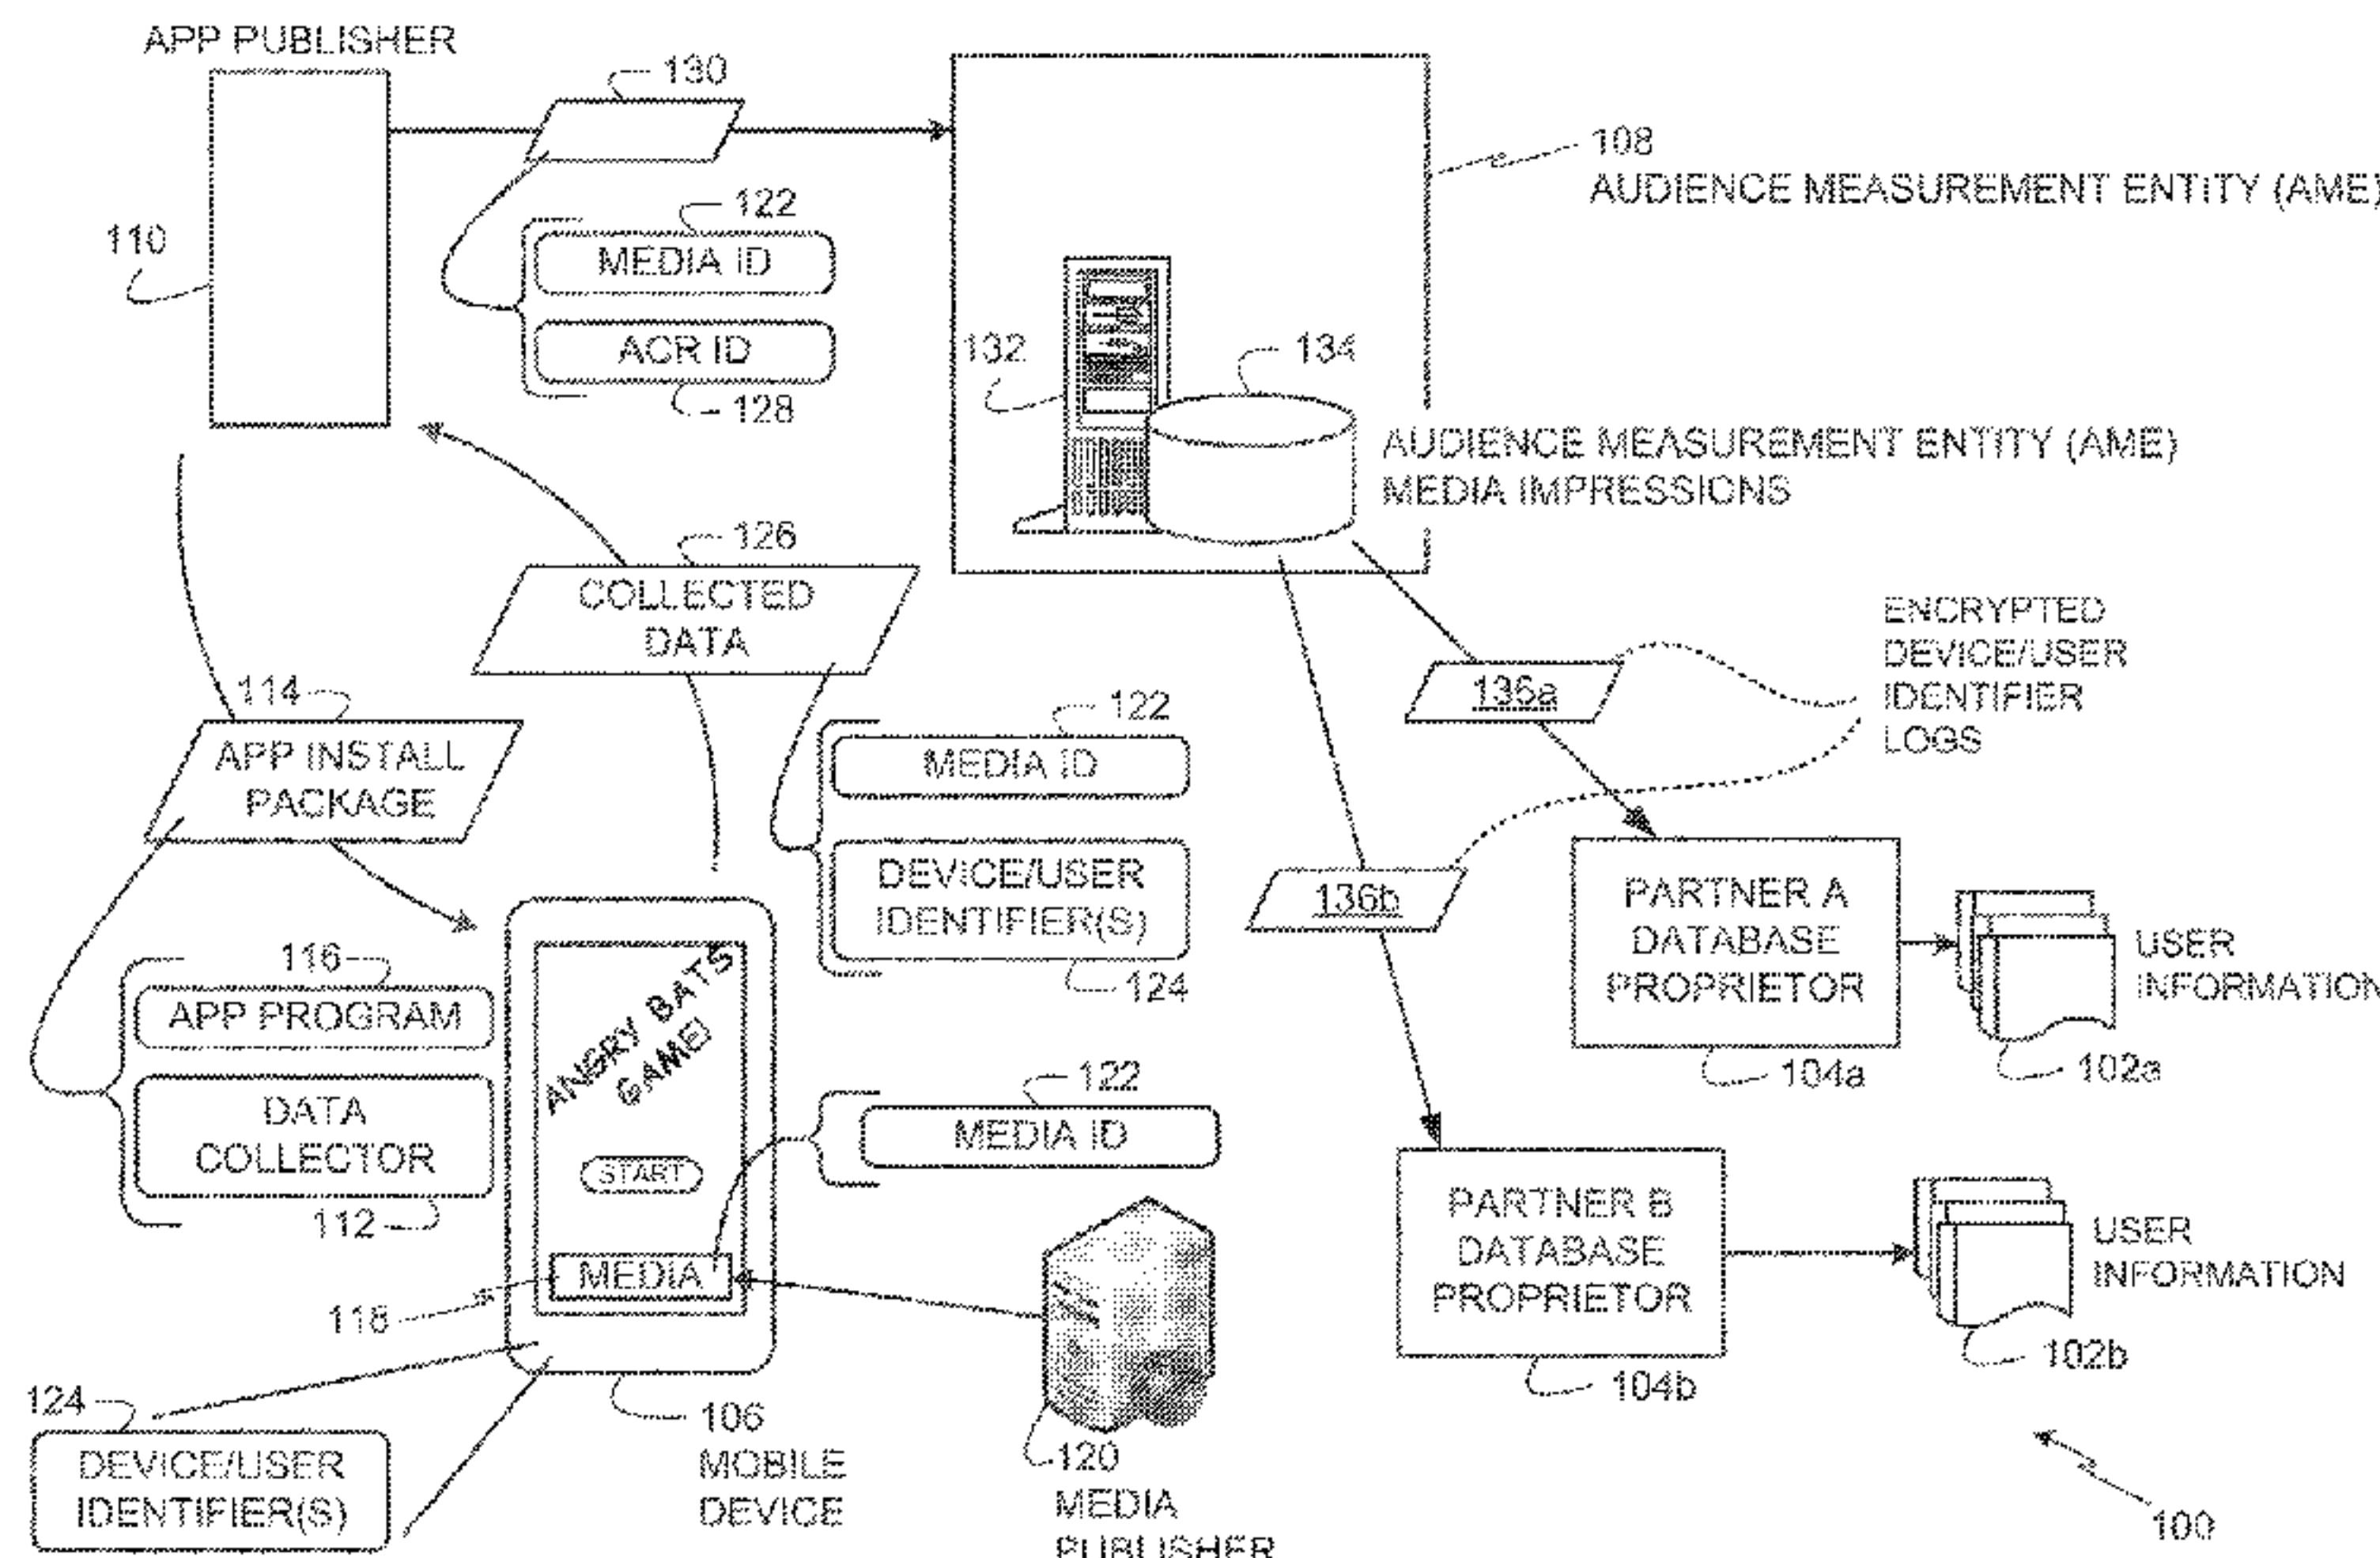 APP PUBLISHER
130
108
AUDIENCE MEASUREMENT ENTITY (AME)
110
122
MEDIA ID
ACR ID
128
132
134
AUDIENCE MEASUREMENT ENTITY (AME)
MEDIA IMPRESSIONS
126
COLLECTED
DATA
ENCRYPTED
DEVICE/USER
IDENTIFIER
LOGS
136a
136b
114
APP INSTALL
PACKAGE
122
MEDIA ID
DEVICE/USER
IDENTIFIER(S)
124
116
APP PROGRAM
DATA
COLLECTOR
112
ANGRY BATS
GAME
START
MEDIA
118
122
MEDIA ID
PARTNER A
DATABASE
PROPRIETOR
104a
USER
INFORMATION
102a
PARTNER B
DATABASE
PROPRIETOR
104b
USER
INFORMATION
102b
124
DEVICE/USER
IDENTIFIER(S)
106
MOBILE
DEVICE
120
MEDIA
PUBLISHER
100